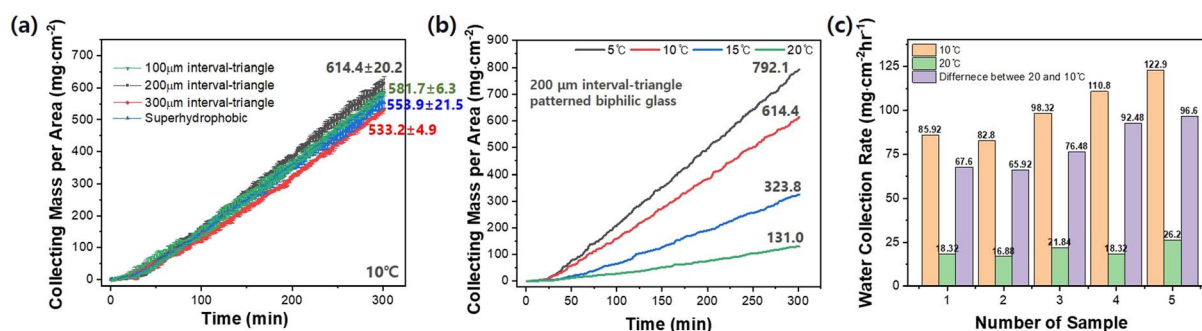 (a)
Collecting Mass per Area (mg·cm⁻²)
700
600
500
400
300
200
100
0
100μm interval-triangle
200μm interval-triangle
300μm interval-triangle
Superhydrophobic
614.4±20.2
581.7±6.3
553.9±21.5
533.2±4.9
10℃
0 100 200 300
Time (min)
(b)
Collecting Mass per Area (mg·cm⁻²)
900
800
700
600
500
400
300
200
100
0
5℃ 10℃ 15℃ 20℃
200 μm interval-triangle
patterned biphilic glass
792.1
614.4
323.8
131.0
0 50 100 150 200 250 300
Time (min)
(c)
Water Collection Rate (mg·cm⁻²hr⁻¹)
150
125
100
75
50
25
0
10℃
20℃
Differnece betwee 20 and 10℃
85.92
18.32
67.6
82.8
16.88
65.92
98.32
21.84
76.48
110.8
18.32
92.48
122.9
26.2
96.6
1 2 3 4 5
Number of Sample